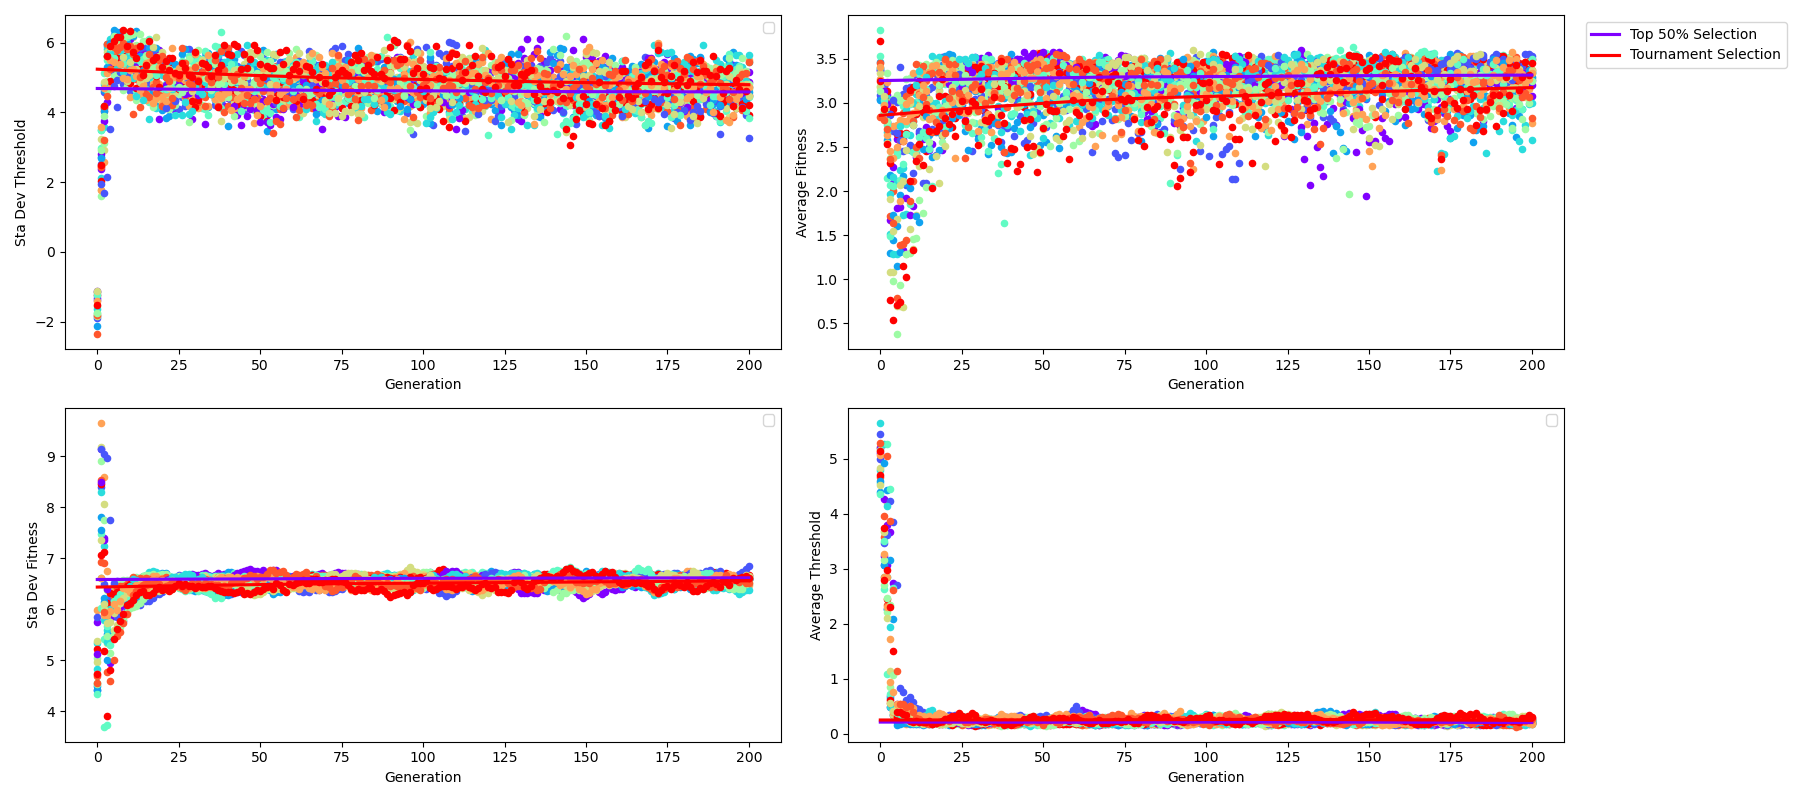 Sta Dev Threshold
6
4
2
0
−2
0 25 50 75 100 125 150 175 200
Generation
Average Fitness
3.5
3.0
2.5
2.0
1.5
1.0
0.5
0 25 50 75 100 125 150 175 200
Generation
Top 50% Selection
Tournament Selection
Sta Dev Fitness
9
8
7
6
5
4
0 25 50 75 100 125 150 175 200
Generation
Average Threshold
5
4
3
2
1
0
0 25 50 75 100 125 150 175 200
Generation